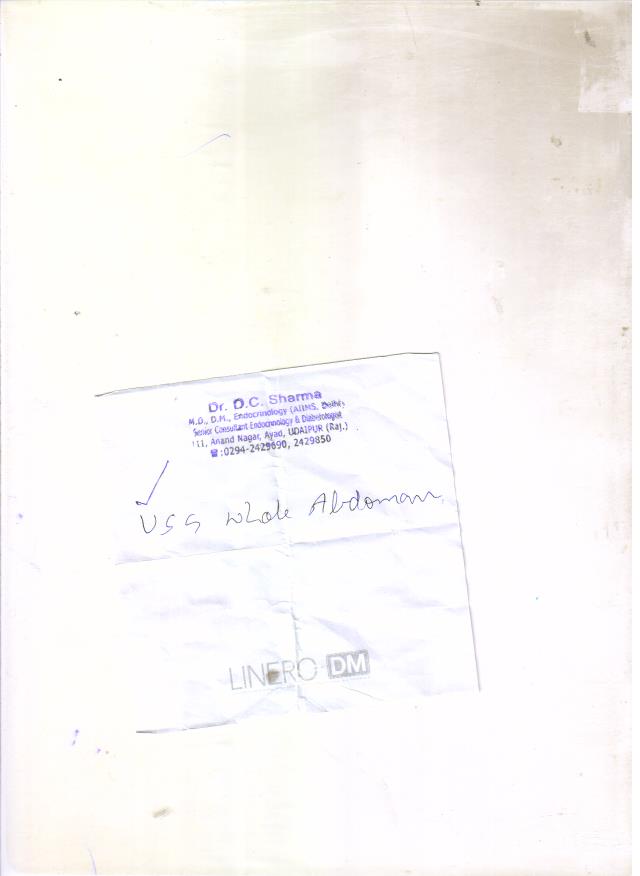 Dr. D.C. Sharma
M.D., D.M., Endocrinology (AIIMS, Delhi)
Senior Consultant Endocrinology & Diabetologist
111, Anand Nagar, Ayad, UDAIPUR (Raj.)
☎:0294-2429690, 2429850
USG whole Abdomen
LINERO DM